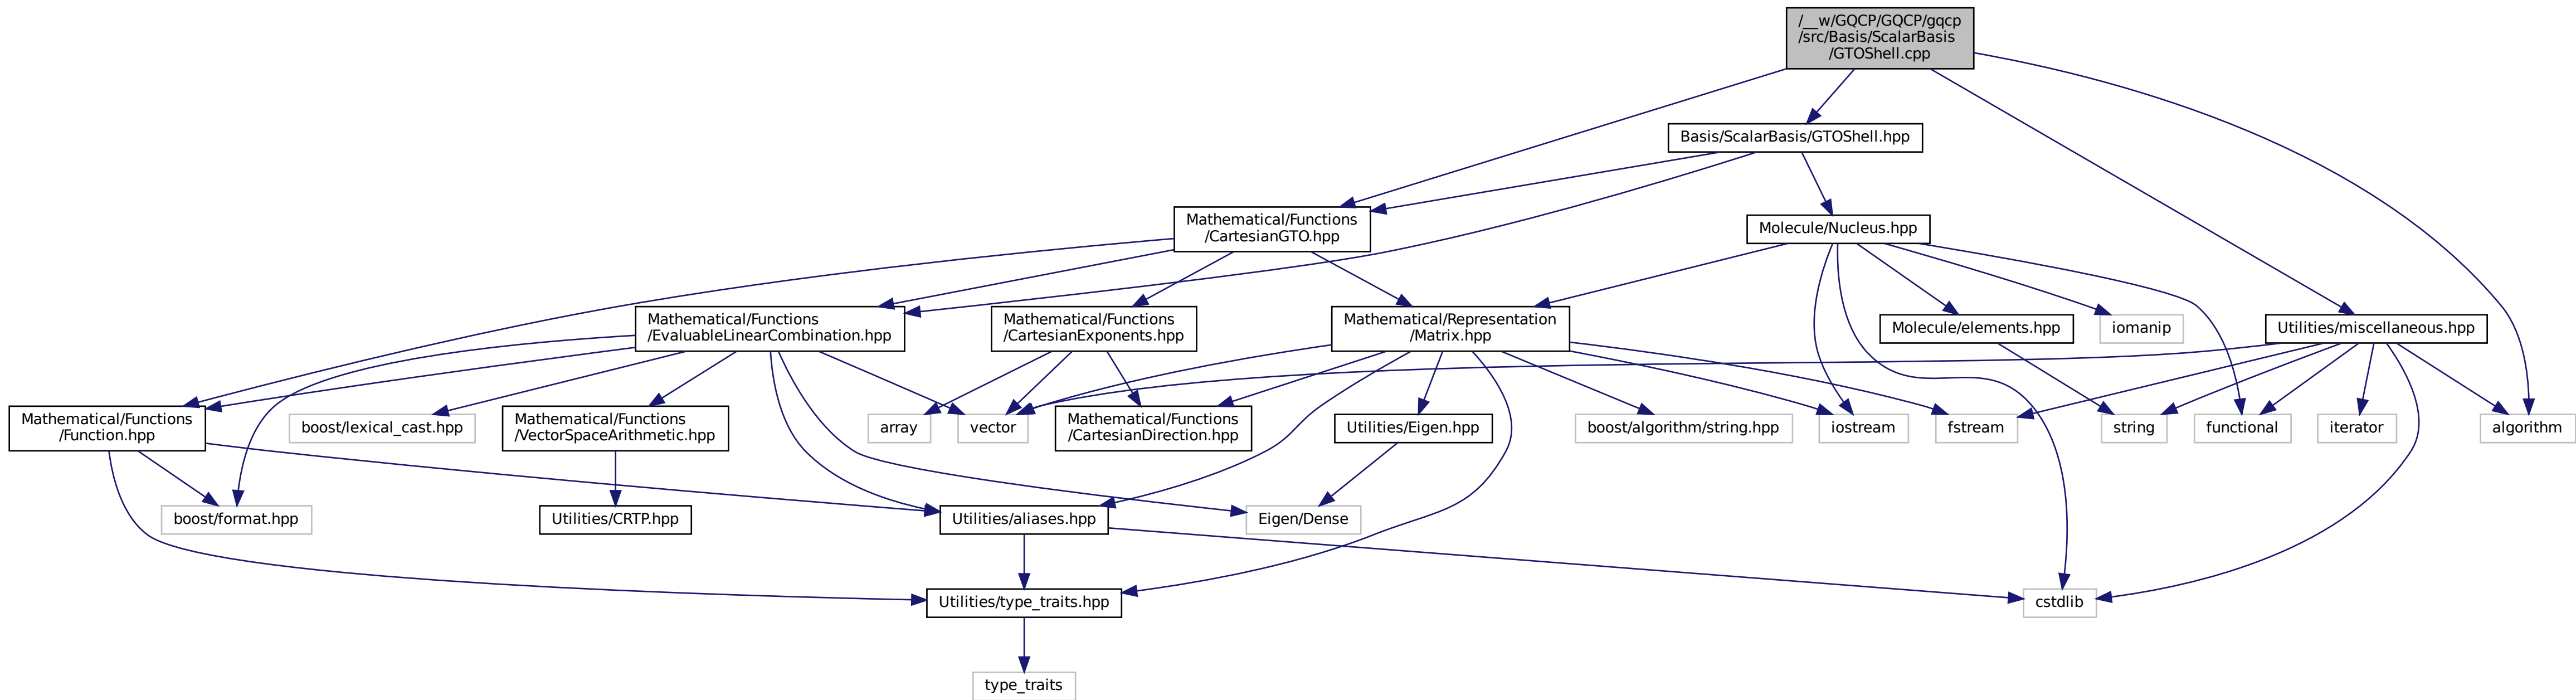 /__w/GQCP/GQCP/gqcp
/src/Basis/ScalarBasis
/GTOShell.cpp
Basis/ScalarBasis/GTOShell.hpp
Mathematical/Functions
/CartesianGTO.hpp
Molecule/Nucleus.hpp
Mathematical/Functions
/EvaluableLinearCombination.hpp
Mathematical/Functions
/CartesianExponents.hpp
Mathematical/Representation
/Matrix.hpp
Molecule/elements.hpp
iomanip
Utilities/miscellaneous.hpp
Mathematical/Functions
/Function.hpp
boost/lexical_cast.hpp
Mathematical/Functions
/VectorSpaceArithmetic.hpp
array
vector
Mathematical/Functions
/CartesianDirection.hpp
Utilities/Eigen.hpp
boost/algorithm/string.hpp
iostream
fstream
string
functional
iterator
algorithm
boost/format.hpp
Utilities/CRTP.hpp
Utilities/aliases.hpp
Eigen/Dense
Utilities/type_traits.hpp
cstdlib
type_traits